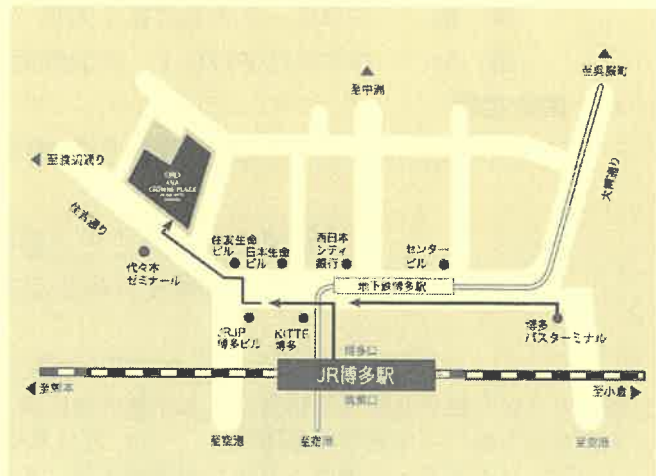 至呉服町
至中洲
大博通り
至渡辺通り
ANA
CROWNE PLAZA
住吉通り
代々木
ゼミナール
住友生命
ビル
日本生命
ビル
西日本
シティ
銀行
センター
ビル
地下鉄博多駅
JRJP
博多ビル
KITTE
博多
博多
バスターミナル
博多口
JR博多駅
筑紫口
至熊本
至小倉
至空港
至空港
至空港